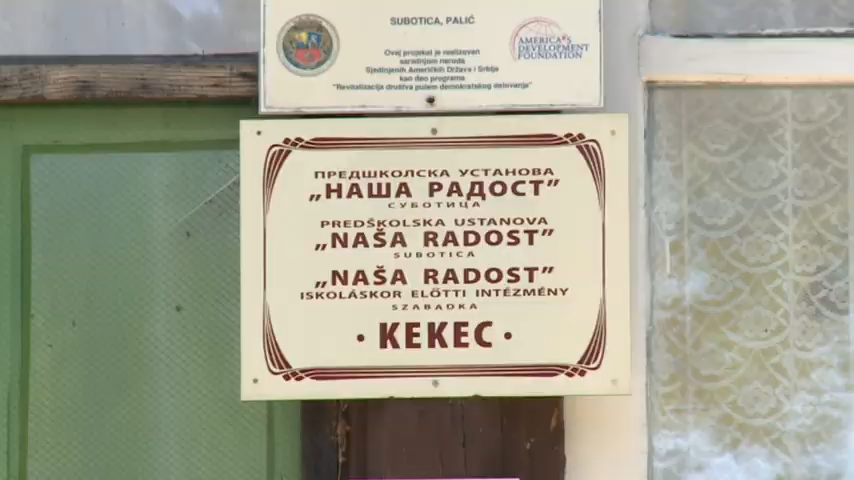 SUBOTICA, PALIĆ
Ovaj projekat je realizovan
saradnjom naroda
Sjedinjenih Američkih Država i Srbije
kao deo programa
"Revitalizacija društva putem demokratskog delovanja"
AMERICA'S
DEVELOPMENT
FOUNDATION
ПРЕДШКОЛСКА УСТАНОВА
„НАША РАДОСТ”
СУБОТИЦА
PREDŠKOLSKA USTANOVA
„NAŠA RADOST”
SUBOTICA
„NAŠA RADOST”
ISKOLÁSKOR ELŐTTI INTÉZMÉNY
SZABADKA
• KEKEC •